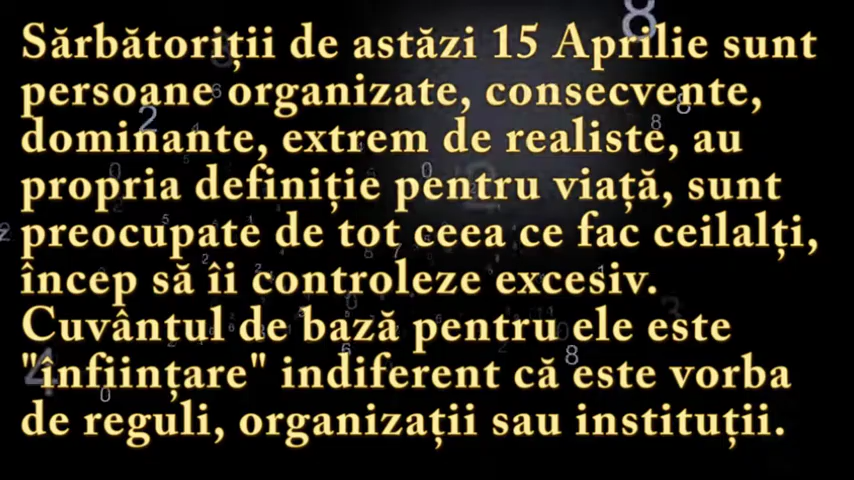 Sărbătoriții de astăzi 15 Aprilie sunt
persoane organizate, consecvente,
dominante, extrem de realiste, au
propria definiție pentru viață, sunt
preocupate de tot ceea ce fac ceilalți,
încep să îi controleze excesiv.
Cuvântul de bază pentru ele este
"înființare" indiferent că este vorba
de reguli, organizații sau instituții.